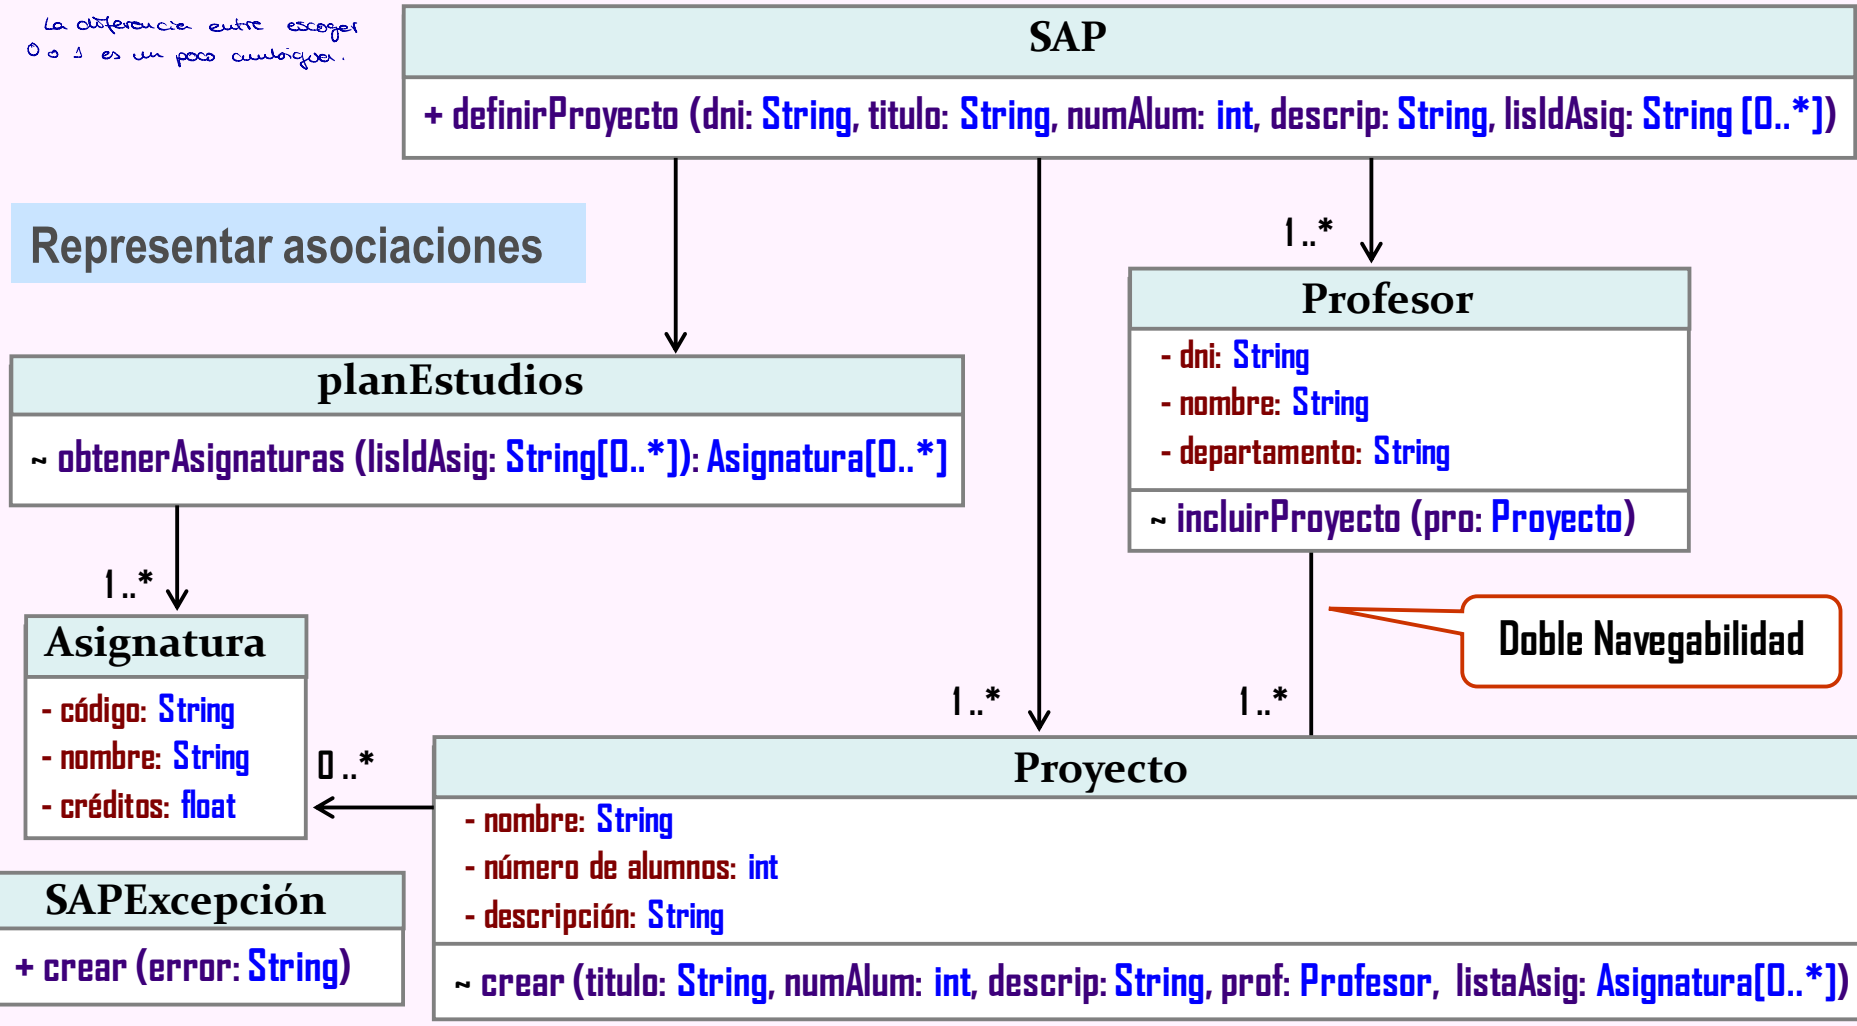 La diferencia entre escoger
0 o 1 es un poco ambigua.
SAP
+ definirProyecto (dni: String, titulo: String, numAlum: int, descrip: String, lisIdAsig: String [0..*])
Representar asociaciones
1 ..*
Profesor
- dni: String
- nombre: String
- departamento: String
~ incluirProyecto (pro: Proyecto)
planEstudios
~ obtenerAsignaturas (lisIdAsig: String[0..*]): Asignatura[0..*]
1 ..*
Doble Navegabilidad
Asignatura
- código: String
- nombre: String
- créditos: float
1 ..*
1 ..*
0 ..*
Proyecto
- nombre: String
- número de alumnos: int
- descripción: String
~ crear (titulo: String, numAlum: int, descrip: String, prof: Profesor, listaAsig: Asignatura[0..*])
SAPExcepción
+ crear (error: String)